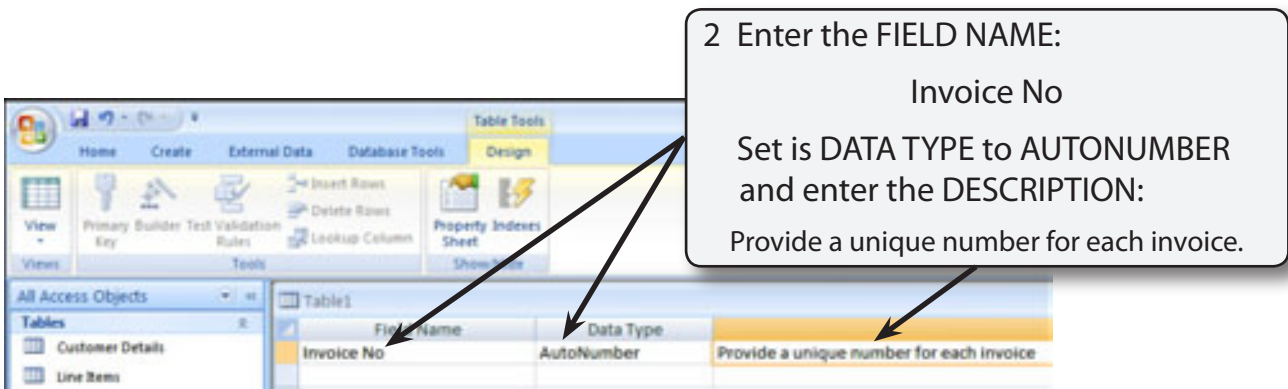 2 Enter the FIELD NAME:
Invoice No
Set is DATA TYPE to AUTONUMBER
and enter the DESCRIPTION:
Provide a unique number for each invoice.
Table Tools
Home Create External Data Database Tools Design
View
Primary Key
Builder
Test Validation Rules
Insert Rows
Delete Rows
Lookup Column
Property Sheet
Indexes
Views Tools Show/Hide
All Access Objects
Tables
Customer Details
Line Items
Table1
Field Name Data Type
Invoice No AutoNumber Provide a unique number for each invoice